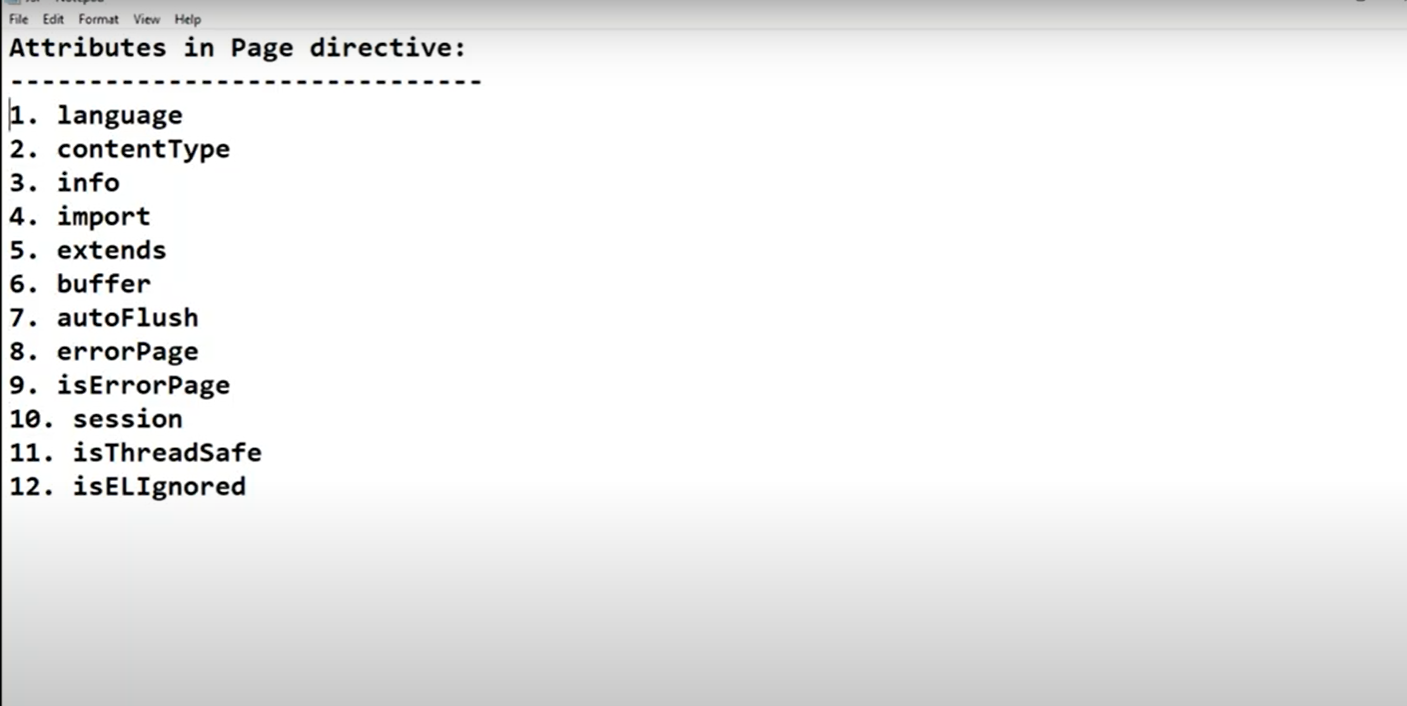 File Edit Format View Help
Attributes in Page directive:
------------------------------
1. language
2. contentType
3. info
4. import
5. extends
6. buffer
7. autoFlush
8. errorPage
9. isErrorPage
10. session
11. isThreadSafe
12. isELIgnored